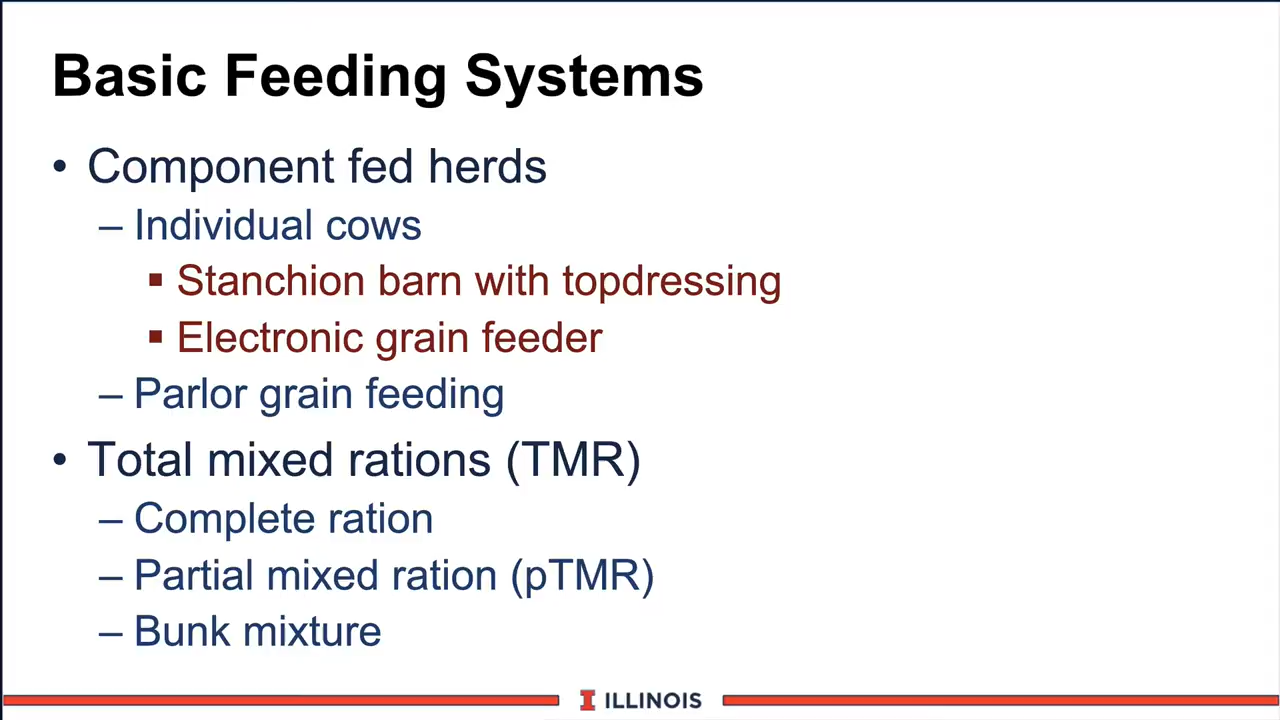 Basic Feeding Systems
• Component fed herds
– Individual cows
▪ Stanchion barn with topdressing
▪ Electronic grain feeder
– Parlor grain feeding
• Total mixed rations (TMR)
– Complete ration
– Partial mixed ration (pTMR)
– Bunk mixture
I ILLINOIS